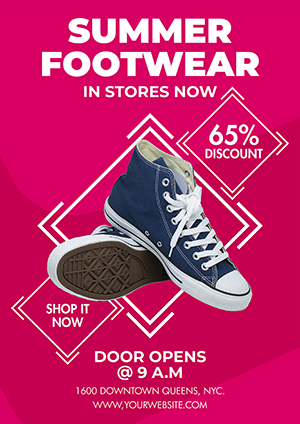 SUMMER
FOOTWEAR
IN STORES NOW
65%
DISCOUNT
SHOP IT
NOW
DOOR OPENS
@ 9 A.M
1600 DOWNTOWN QUEENS, NYC.
WWW,YOURWEBSITE.COM